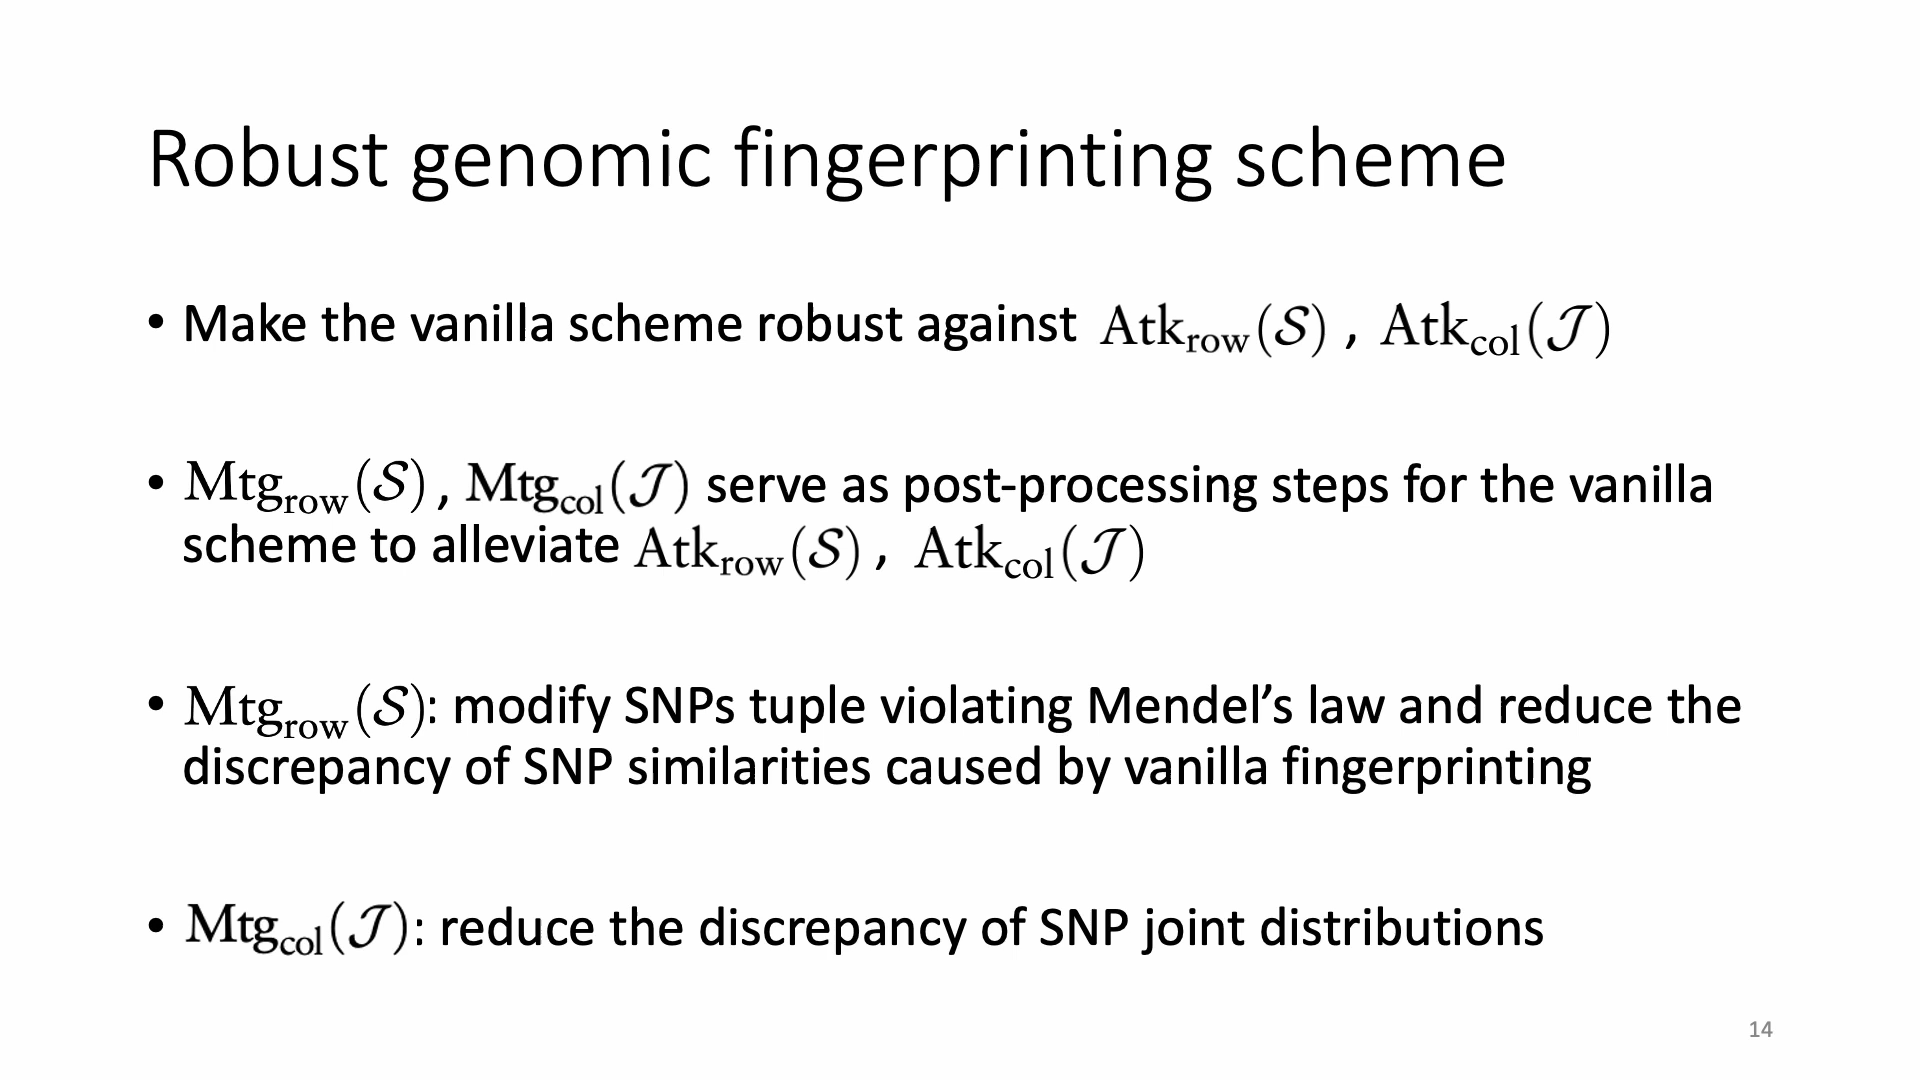 Robust genomic fingerprinting scheme
• Make the vanilla scheme robust against Atk_row(𝒮) , Atk_col(𝒥)
• Mtg_row(𝒮) , Mtg_col(𝒥) serve as post-processing steps for the vanilla
scheme to alleviate Atk_row(𝒮) , Atk_col(𝒥)
• Mtg_row(𝒮): modify SNPs tuple violating Mendel’s law and reduce the
discrepancy of SNP similarities caused by vanilla fingerprinting
• Mtg_col(𝒥): reduce the discrepancy of SNP joint distributions
14